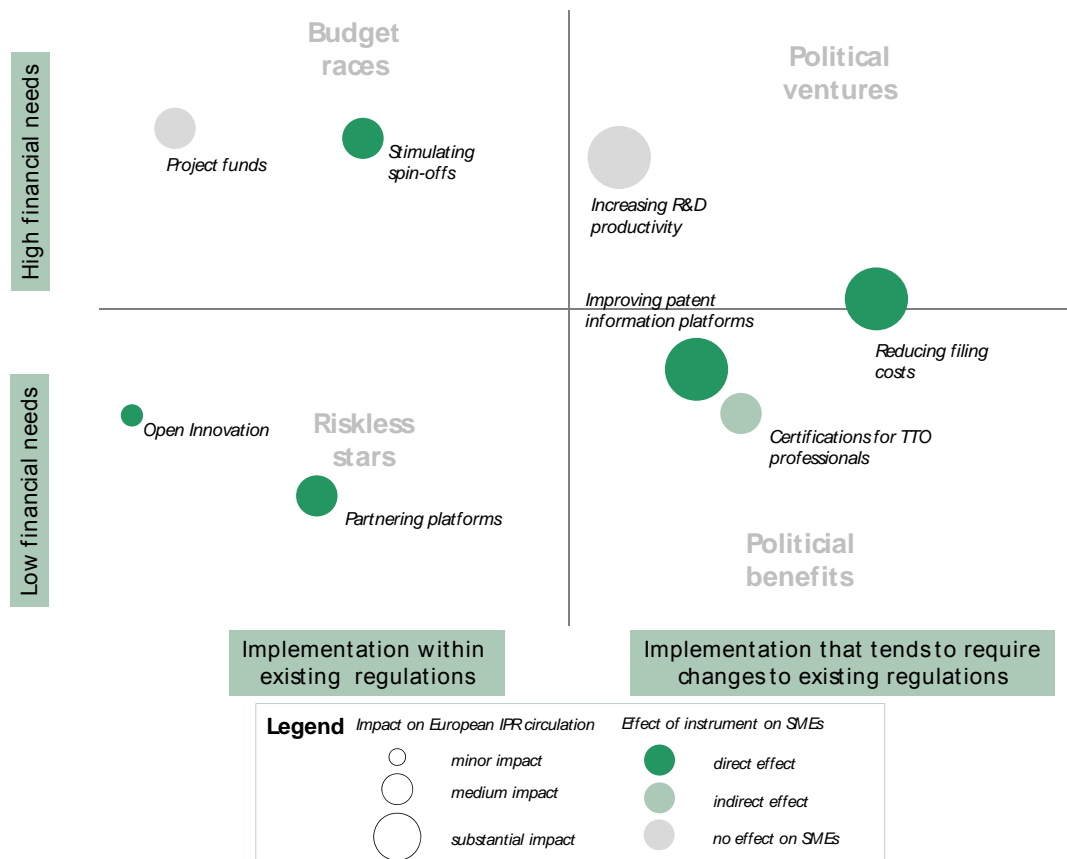 Budget
races
Political
ventures
High financial needs
Project funds
Stimulating
spin-offs
Increasing R&D
productivity
Improving patent
information platforms
Reducing filing
costs
Low financial needs
Open Innovation
Riskless
stars
Certifications for TTO
professionals
Partnering platforms
Politicial
benefits
Implementation within
existing regulations
Implementation that tends to require
changes to existing regulations
Legend
Impact on European IPR circulation
Effect of instrument on SMEs
minor impact
direct effect
medium impact
indirect effect
substantial impact
no effect on SMEs